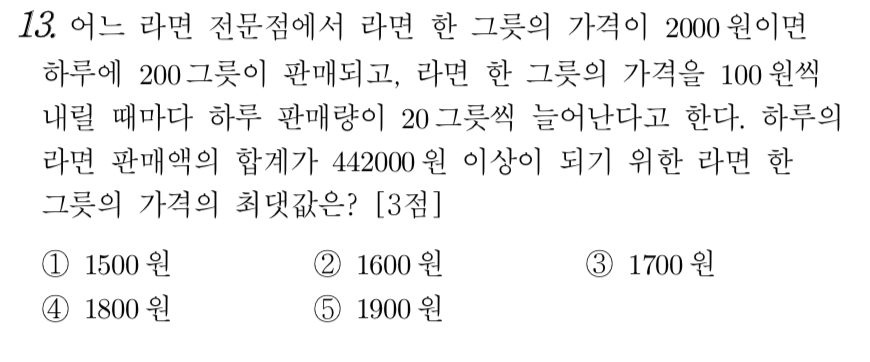 13. 어느 라면 전문점에서 라면 한 그릇의 가격이 2000원이면
하루에 200그릇이 판매되고, 라면 한 그릇의 가격을 100원씩
내릴 때마다 하루 판매량이 20그릇씩 늘어난다고 한다. 하루의
라면 판매액의 합계가 442000원 이상이 되기 위한 라면 한
그릇의 가격의 최댓값은? [3점]
① 1500원 ② 1600원 ③ 1700원
④ 1800원 ⑤ 1900원